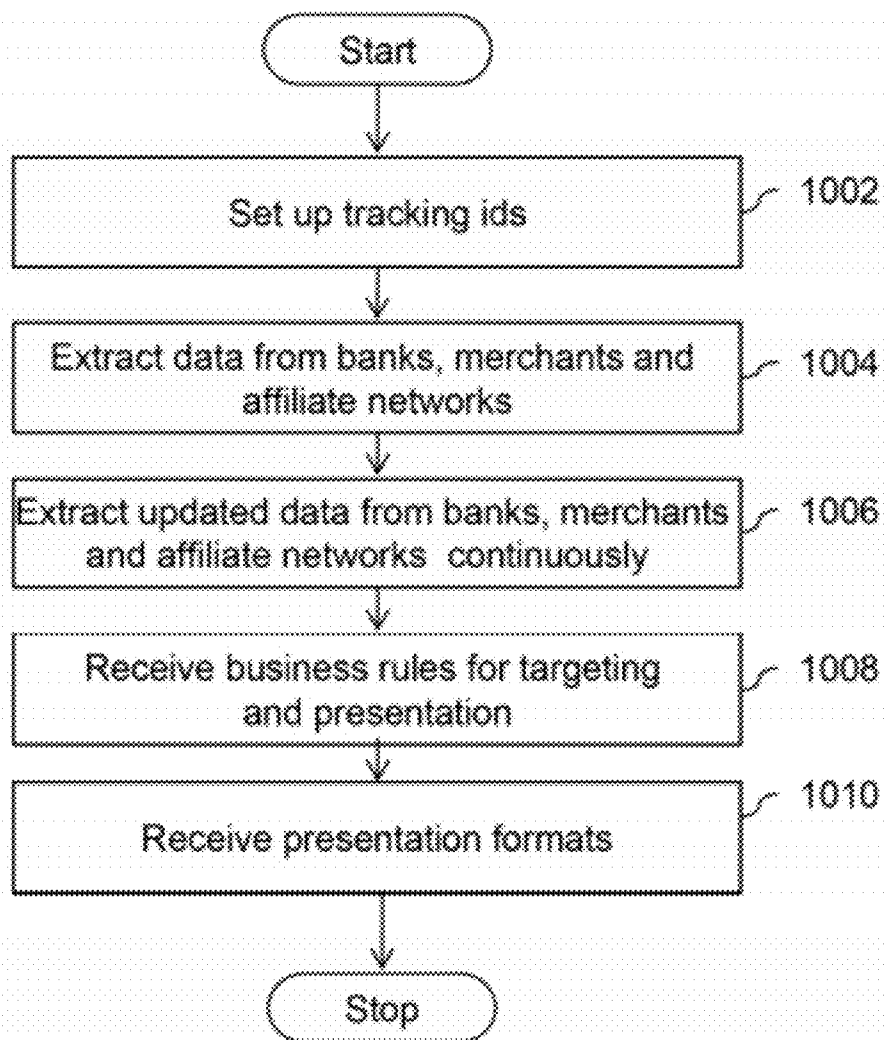 Start
Set up tracking ids
1002
Extract data from banks, merchants and
affiliate networks
1004
Extract updated data from banks, merchants
and affiliate networks continuously
1006
Receive business rules for targeting
and presentation
1008
Receive presentation formats
1010
Stop